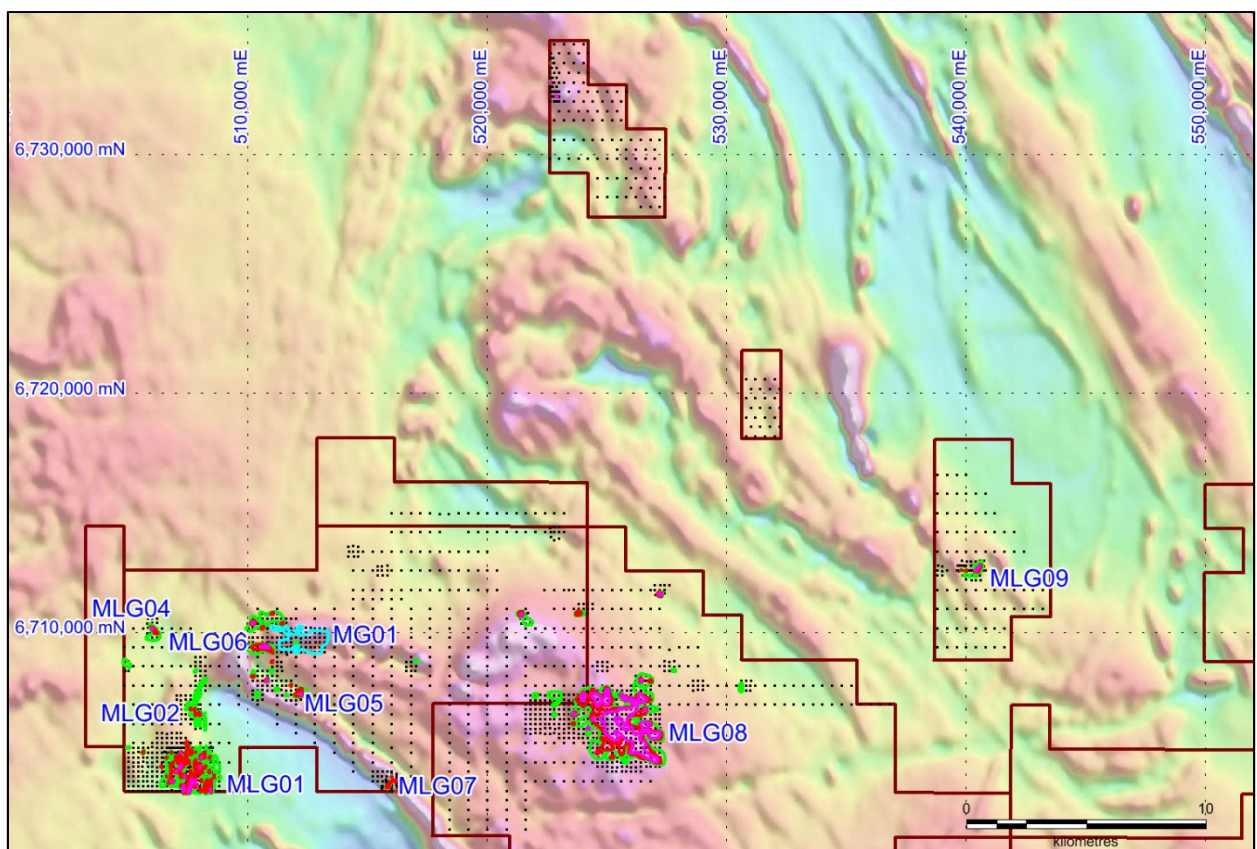 510,000 mE
520,000 mE
530,000 mE
540,000 mE
550,000 mE
6,730,000 mN
6,720,000 mN
6,710,000 mN
MLG09
MLG04
MLG06
MG01
MLG05
MLG02
MLG08
MLG01
MLG07
0
10
kilometres